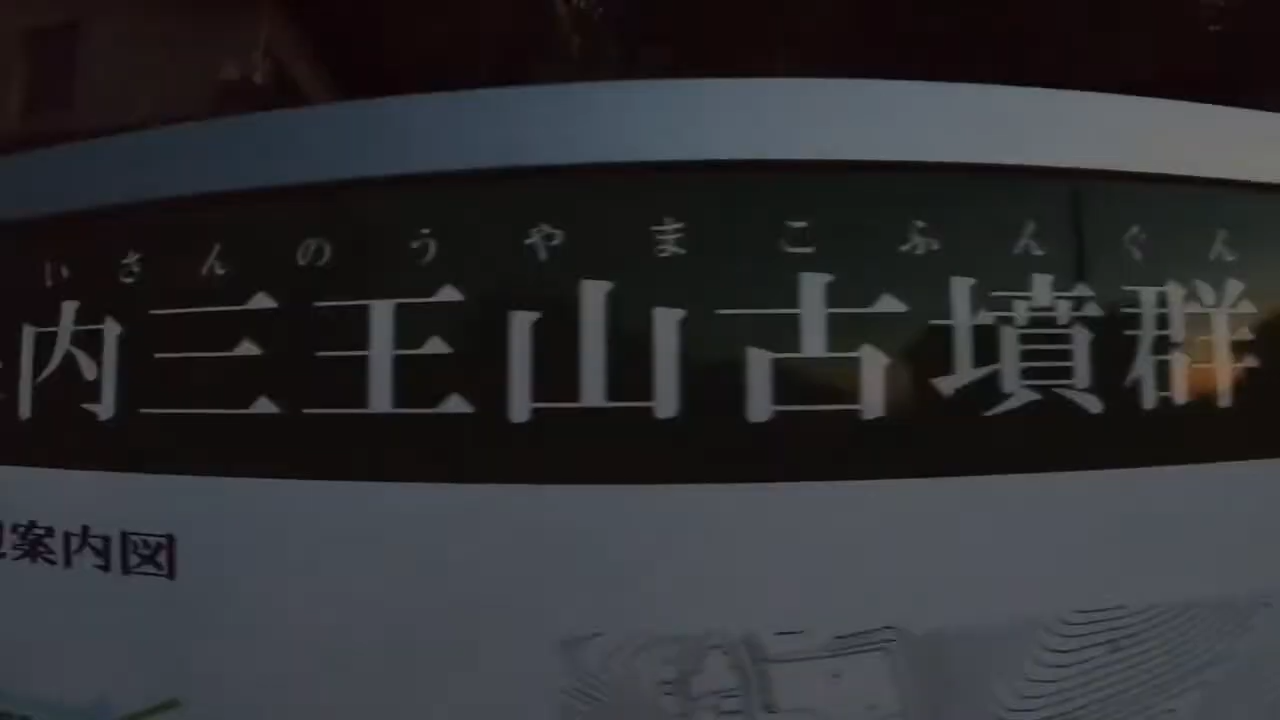 いさんのうやまこふんぐん
内三王山古墳群
案内図